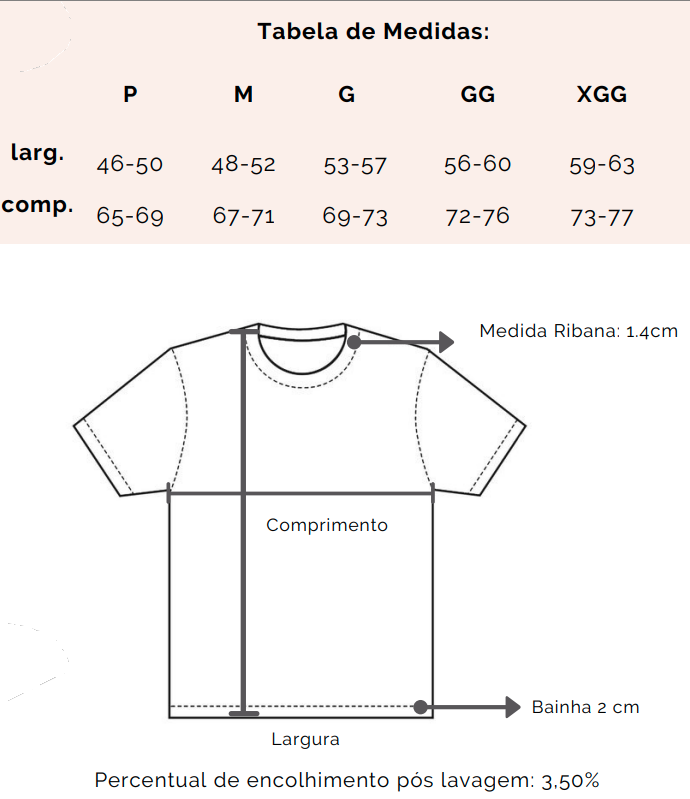 Tabela de Medidas:
P M G GG XGG
larg. 46-50 48-52 53-57 56-60 59-63
comp. 65-69 67-71 69-73 72-76 73-77
Medida Ribana: 1.4cm
Comprimento
Bainha 2 cm
Largura
Percentual de encolhimento pós lavagem: 3,50%